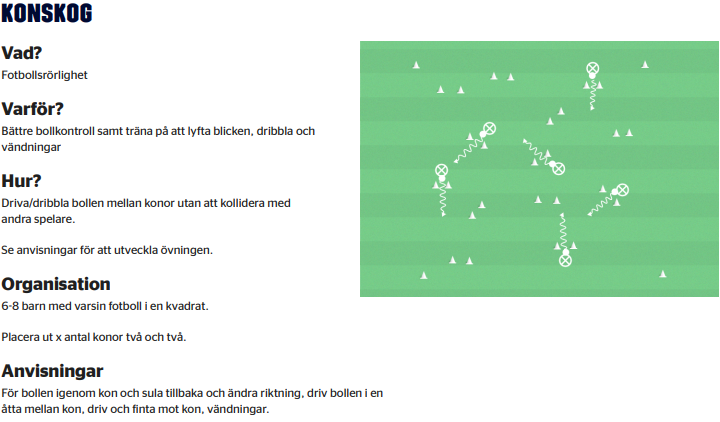 KONSKOG
Vad?
Fotbollsrörlighet
Varför?
Bättre bollkontroll samt träna på att lyfta blicken, dribbla och
vändningar
Hur?
Driva/dribbla bollen mellan konor utan att kollidera med
andra spelare.
Se anvisningar för att utveckla övningen.
Organisation
6-8 barn med varsin fotboll i en kvadrat.
Placera ut x antal konor två och två.
Anvisningar
För bollen igenom kon och sula tillbaka och ändra riktning, driv bollen i en
åtta mellan kon, driv och finta mot kon, vändningar.